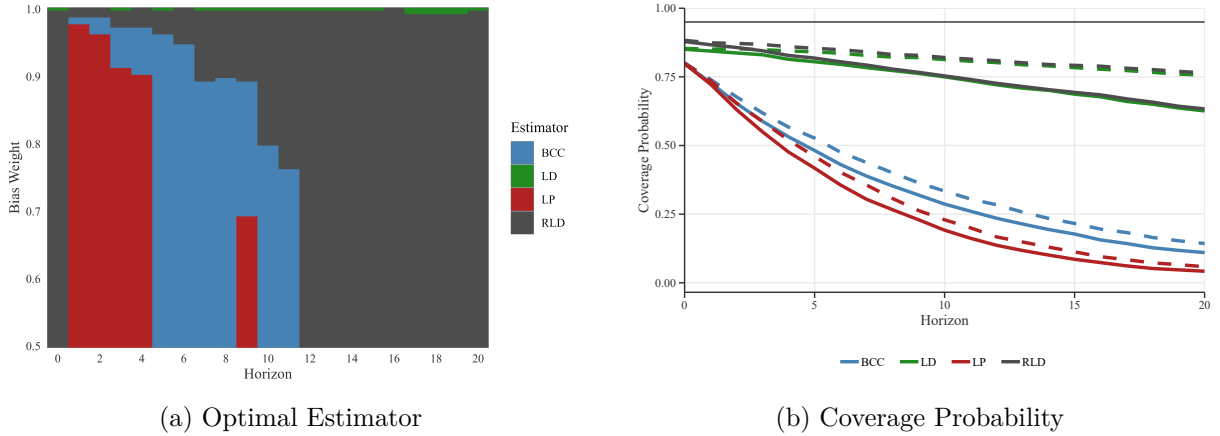 1.0
0.9
0.8
0.7
0.6
0.5
Bias Weight
0 2 4 6 8 10 12 14 16 18 20
Horizon
Estimator
BCC
LD
LP
RLD
(a) Optimal Estimator
1.00
0.75
0.50
0.25
0.00
Coverage Probability
0 5 10 15 20
Horizon
BCC LD LP RLD
(b) Coverage Probability